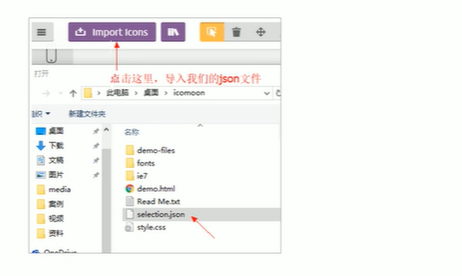 Import Icons
点击这里，导入我们的json文件
打开
此电脑 > 桌面 > icomoon
织 新建文件夹
桌面
下载
文稿
图片
media
案例
视频
资料
OneDrive
名称
demo-files
fonts
ie7
demo.html
Read Me.txt
selection.json
style.css